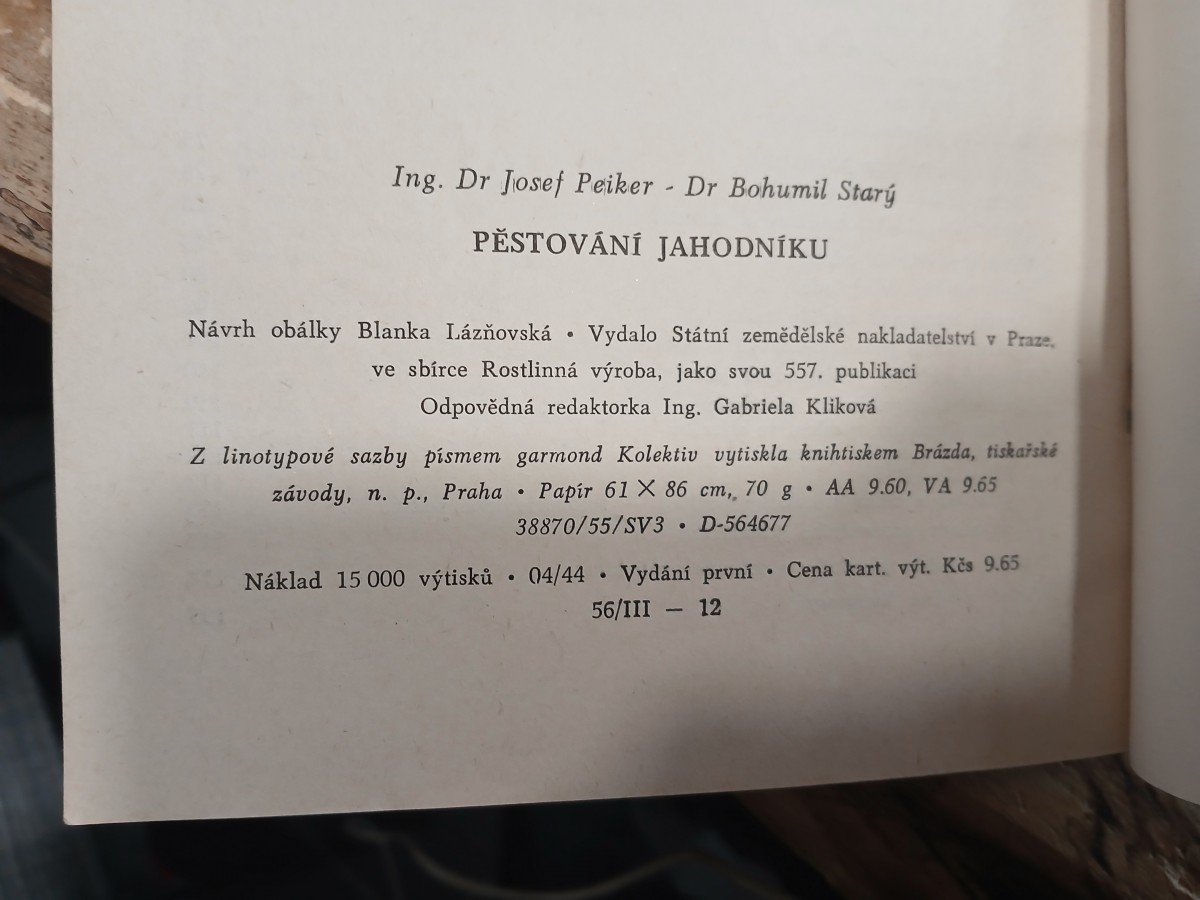 Ing. Dr Josef Peiker - Dr Bohumil Starý
PĚSTOVÁNÍ JAHODNÍKU
Návrh obálky Blanka Lázňovská • Vydalo Státní zemědělské nakladatelství v Praze,
ve sbírce Rostlinná výroba, jako svou 557. publikaci
Odpovědná redaktorka Ing. Gabriela Kliková
Z linotypové sazby písmem garmond Kolektiv vytiskla knihtiskem Brázda, tiskařské
závody, n. p., Praha • Papír 61 × 86 cm, 70 g • AA 9.60, VA 9.65
38870/55/SV3 • D-564677
Náklad 15 000 výtisků • 04/44 • Vydání první • Cena kart. výt. Kčs 9.65
56/III — 12